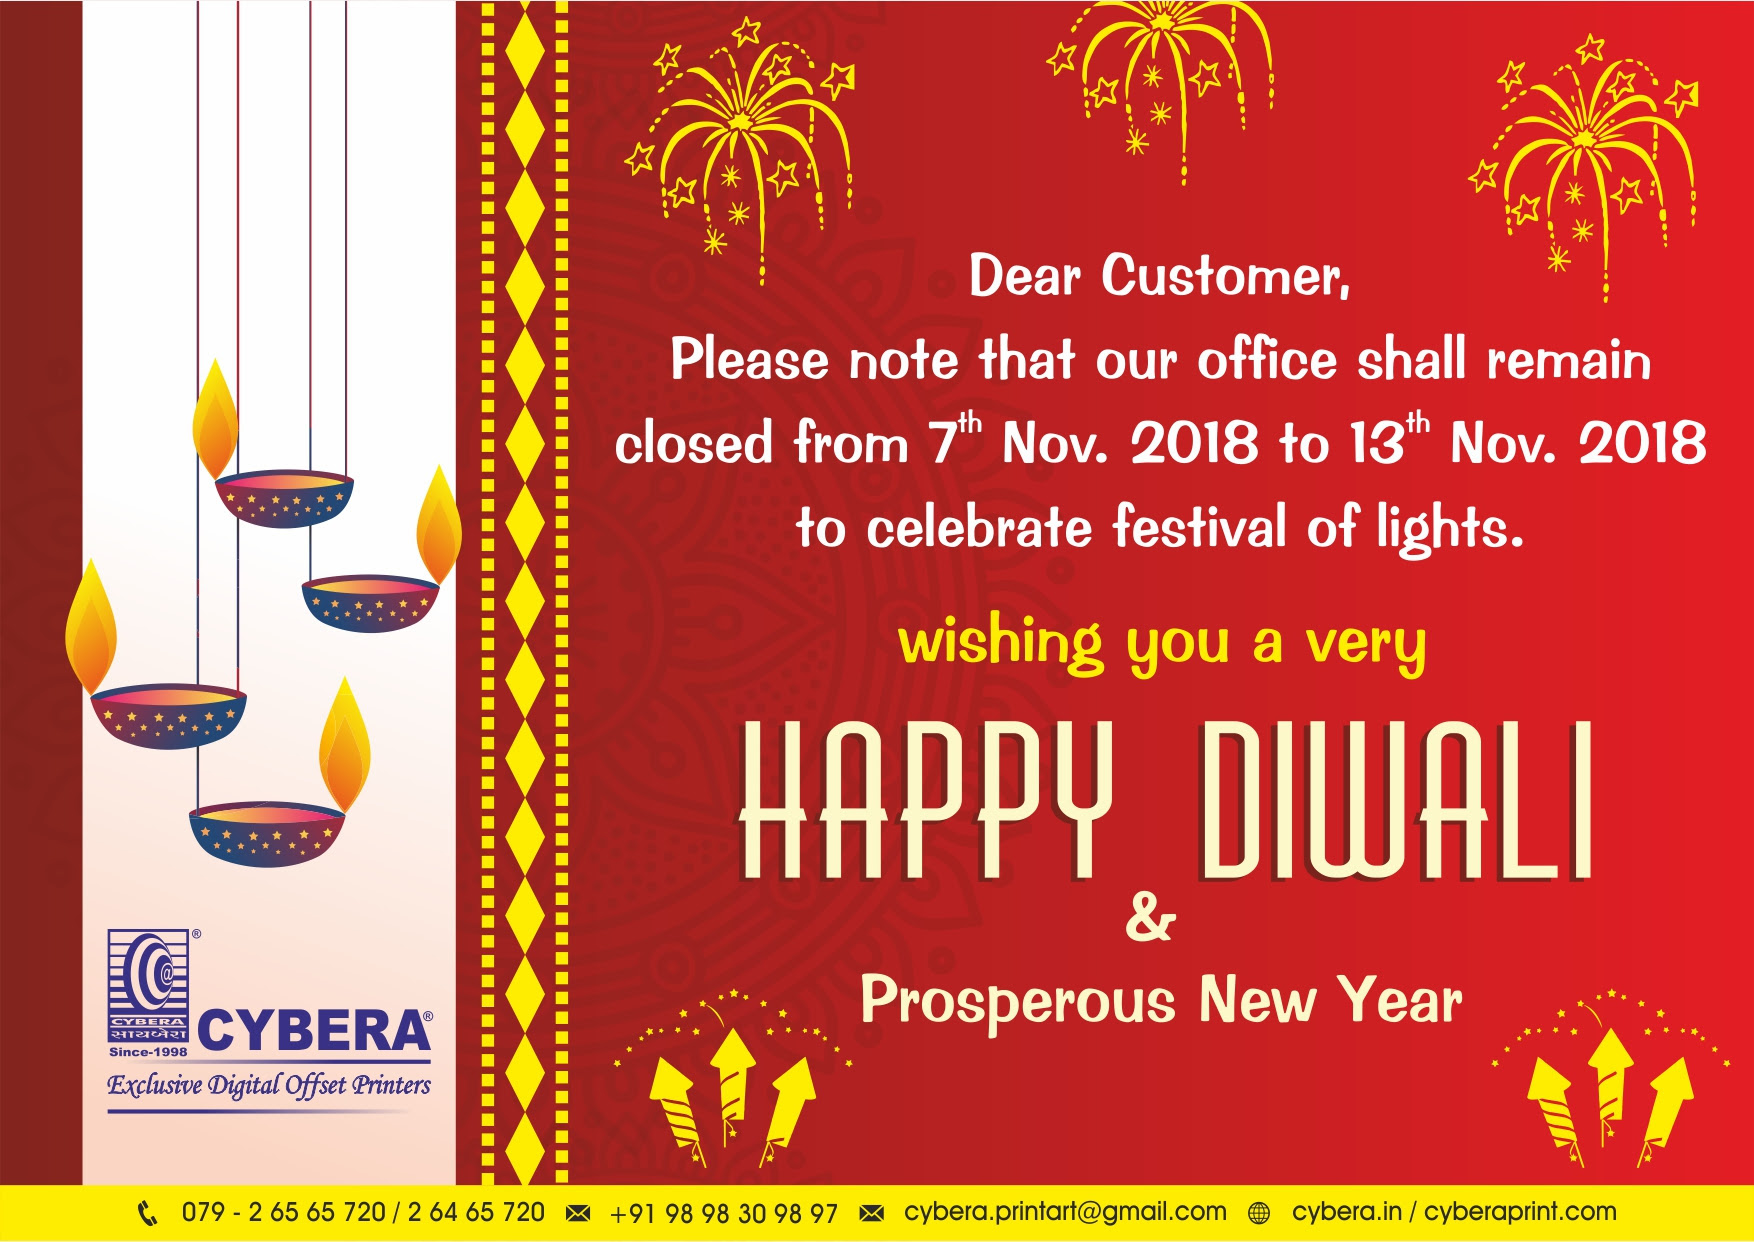 Dear Customer,
Please note that our office shall remain
closed from 7th Nov. 2018 to 13th Nov. 2018
to celebrate festival of lights.
wishing you a very
HAPPY DIWALI
&
Prosperous New Year
@
®
CYBERA
સાયબેરા
Since-1998
CYBERA®
Exclusive Digital Offset Printers
079 - 2 65 65 720 / 2 64 65 720 +91 98 98 30 98 97 cybera.printart@gmail.com cybera.in / cyberaprint.com